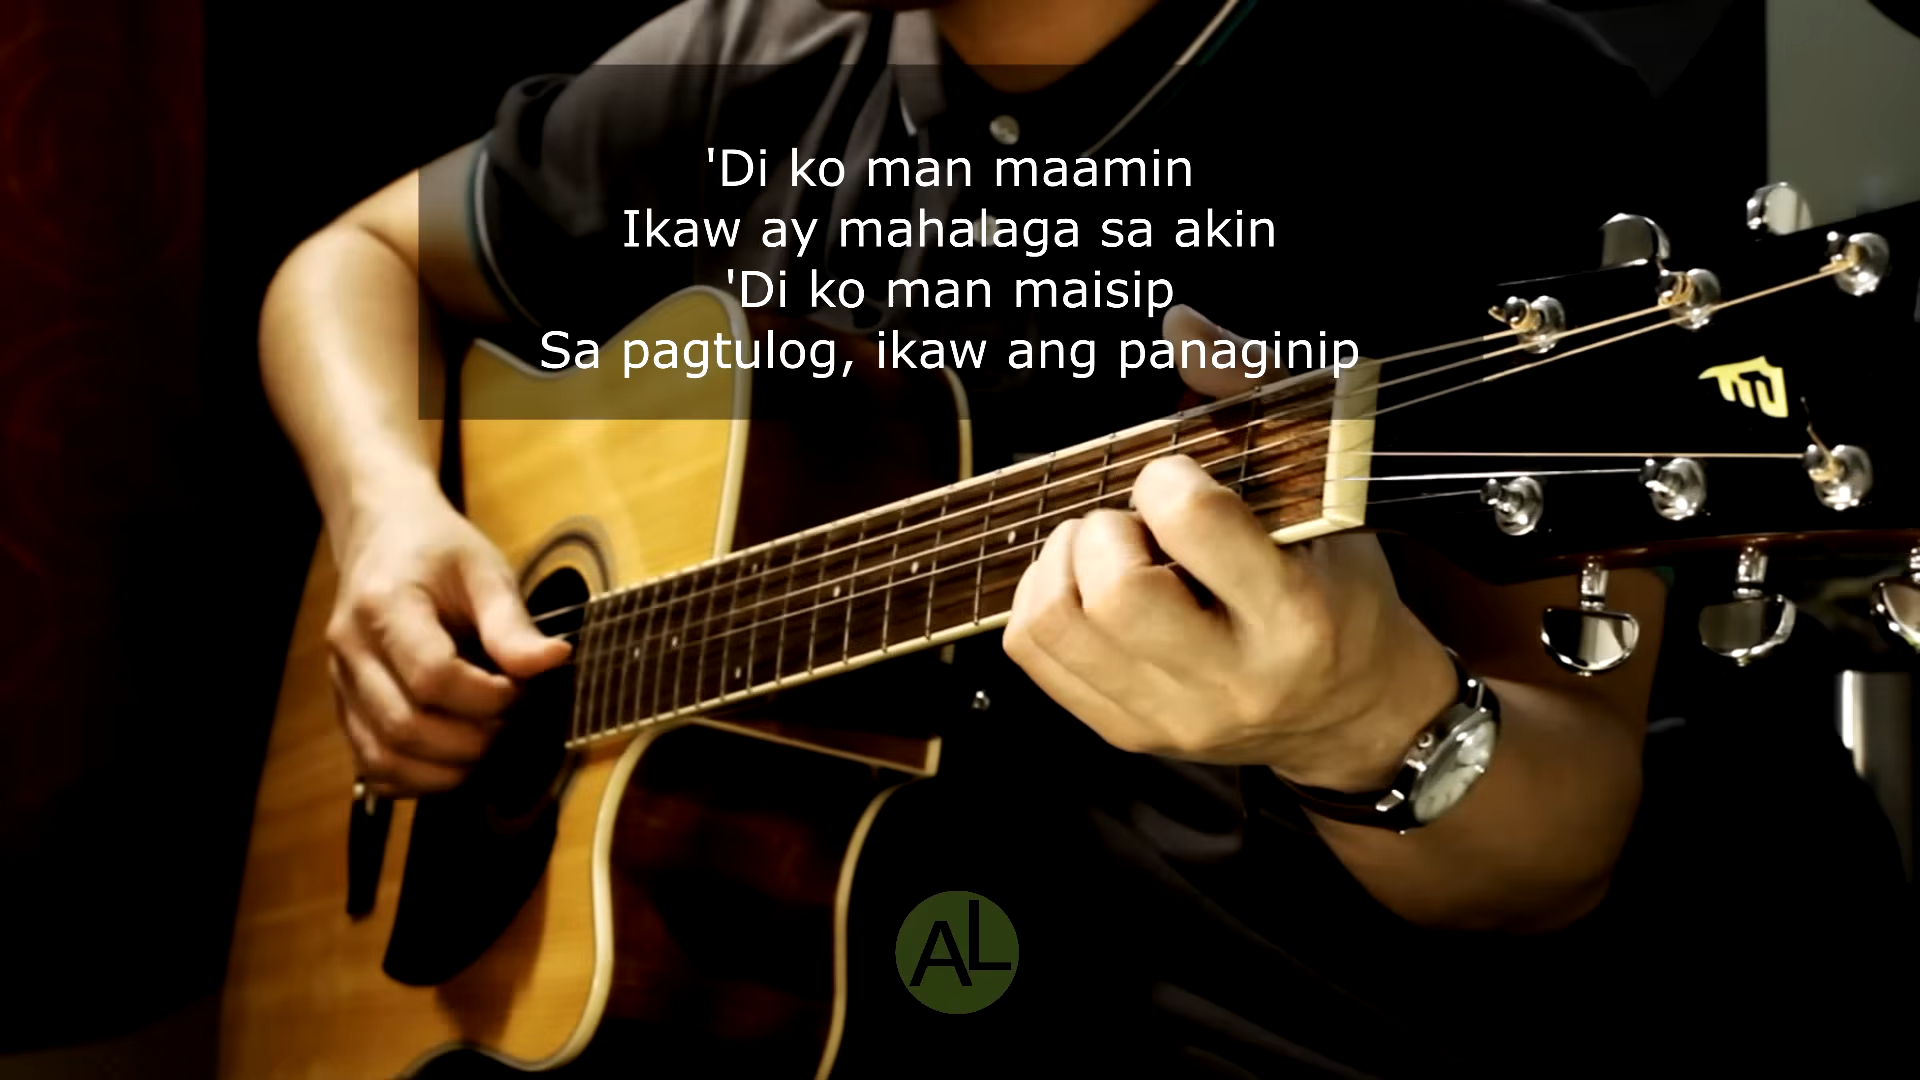 'Di ko man maamin
Ikaw ay mahalaga sa akin
'Di ko man maisip
Sa pagtulog, ikaw ang panaginip
AL